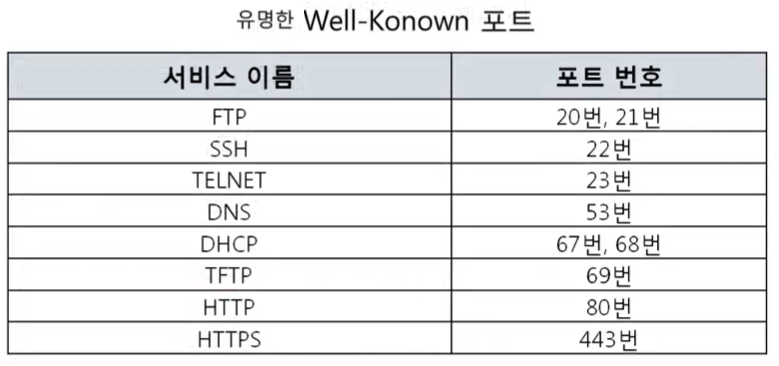 유명한 Well-Konown 포트
서비스 이름 포트 번호
FTP 20번, 21번
SSH 22번
TELNET 23번
DNS 53번
DHCP 67번, 68번
TFTP 69번
HTTP 80번
HTTPS 443번